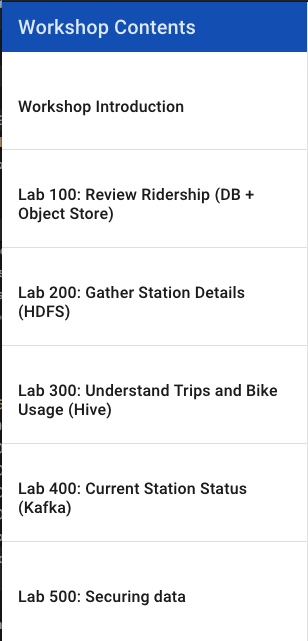 Workshop Contents
Workshop Introduction
Lab 100: Review Ridership (DB +
Object Store)
Lab 200: Gather Station Details
(HDFS)
Lab 300: Understand Trips and Bike
Usage (Hive)
Lab 400: Current Station Status
(Kafka)
Lab 500: Securing data